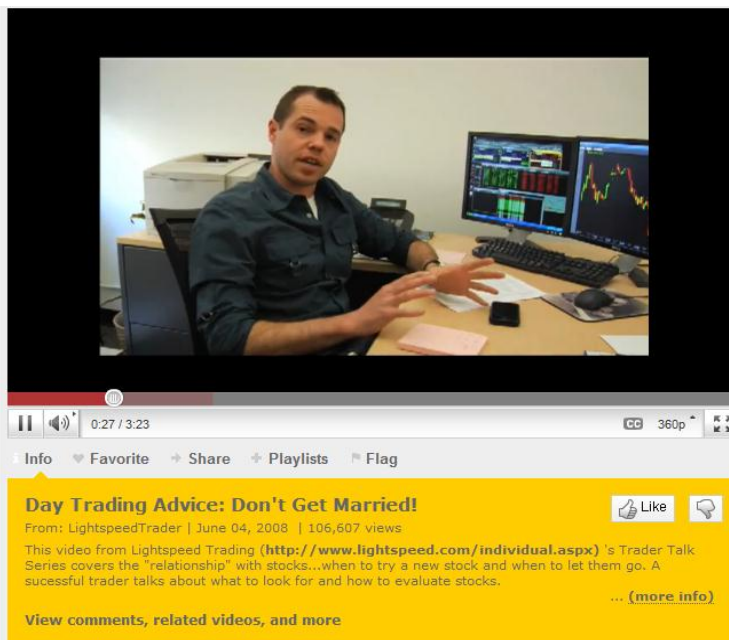 0:27 / 3:23
CC 360p
Info Favorite Share Playlists Flag
Day Trading Advice: Don't Get Married!
Like
From: LightspeedTrader | June 04, 2008 | 106,607 views
This video from Lightspeed Trading (http://www.lightspeed.com/individual.aspx) 's Trader Talk
Series covers the "relationship" with stocks...when to try a new stock and when to let them go. A
sucessful trader talks about what to look for and how to evaluate stocks.
... (more info)
View comments, related videos, and more